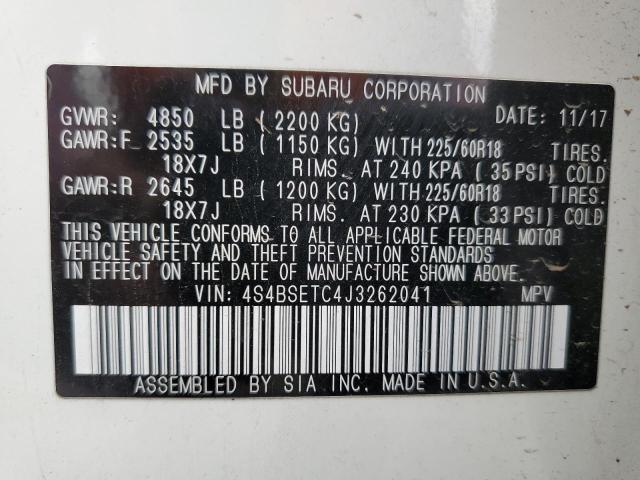 MFD BY SUBARU CORPORATION
GVWR: 4850 LB ( 2200 KG) DATE: 11/17
GAWR:F 2535 LB ( 1150 KG) WITH 225/60R18 TIRES.
18X7J RIMS. AT 240 KPA ( 35 PSI) COLD
GAWR:R 2645 LB ( 1200 KG) WITH 225/60R18 TIRES.
18X7J RIMS. AT 230 KPA ( 33 PSI) COLD
THIS VEHICLE CONFORMS TO ALL APPLICABLE FEDERAL MOTOR
VEHICLE SAFETY AND THEFT PREVENTION STANDARDS
IN EFFECT ON THE DATE OF MANUFACTURE SHOWN ABOVE.
VIN: 4S4BSETC4J3262041 MPV
ASSEMBLED BY SIA INC. MADE IN U.S.A.